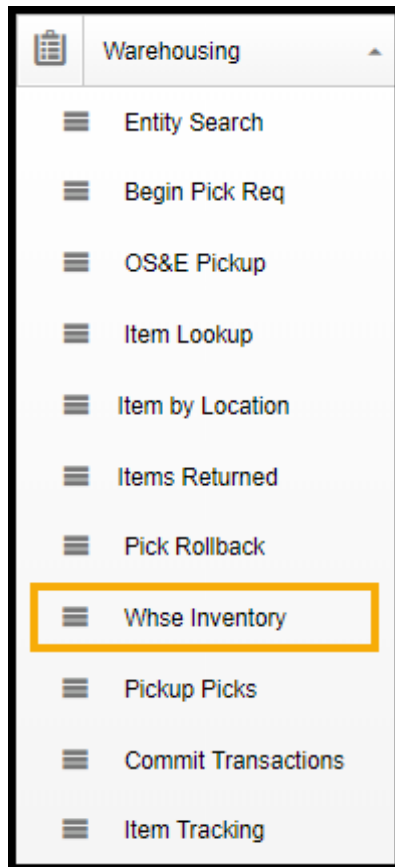 Warehousing
Entity Search
Begin Pick Req
OS&E Pickup
Item Lookup
Item by Location
Items Returned
Pick Rollback
Whse Inventory
Pickup Picks
Commit Transactions
Item Tracking